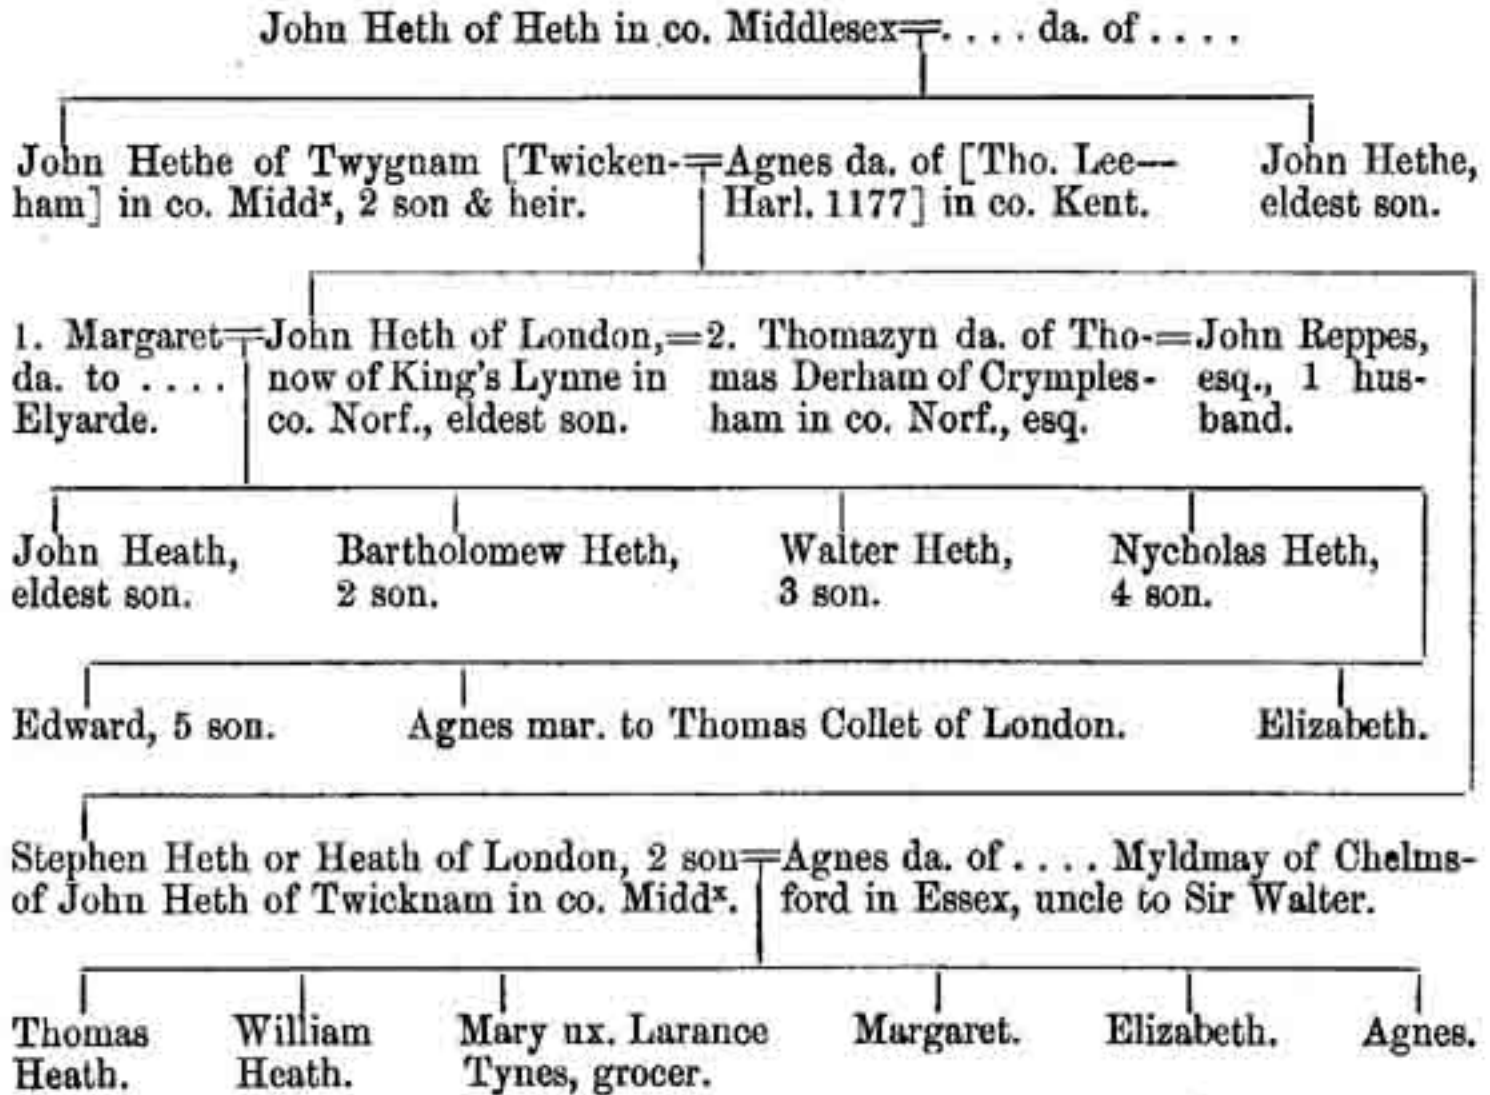 John Heth of Heth in co. Middlesex=. . . . da. of . . . .
John Hethe of Twygnam [Twicken-=Agnes da. of [Tho. Lee— John Hethe,
ham] in co. Middˣ, 2 son & heir. Harl. 1177] in co. Kent. eldest son.
1. Margaret=John Heth of London,=2. Thomazyn da. of Tho-=John Reppes,
da. to . . . . now of King's Lynne in mas Derham of Crymples- esq., 1 hus-
Elyarde. co. Norf., eldest son. ham in co. Norf., esq. band.
John Heath, Bartholomew Heth, Walter Heth, Nycholas Heth,
eldest son. 2 son. 3 son. 4 son.
Edward, 5 son. Agnes mar. to Thomas Collet of London. Elizabeth.
Stephen Heth or Heath of London, 2 son=Agnes da. of . . . . Myldmay of Chelms-
of John Heth of Twicknam in co. Middˣ. ford in Essex, uncle to Sir Walter.
Thomas William Mary ux. Larance Margaret. Elizabeth. Agnes.
Heath. Heath. Tynes, grocer.